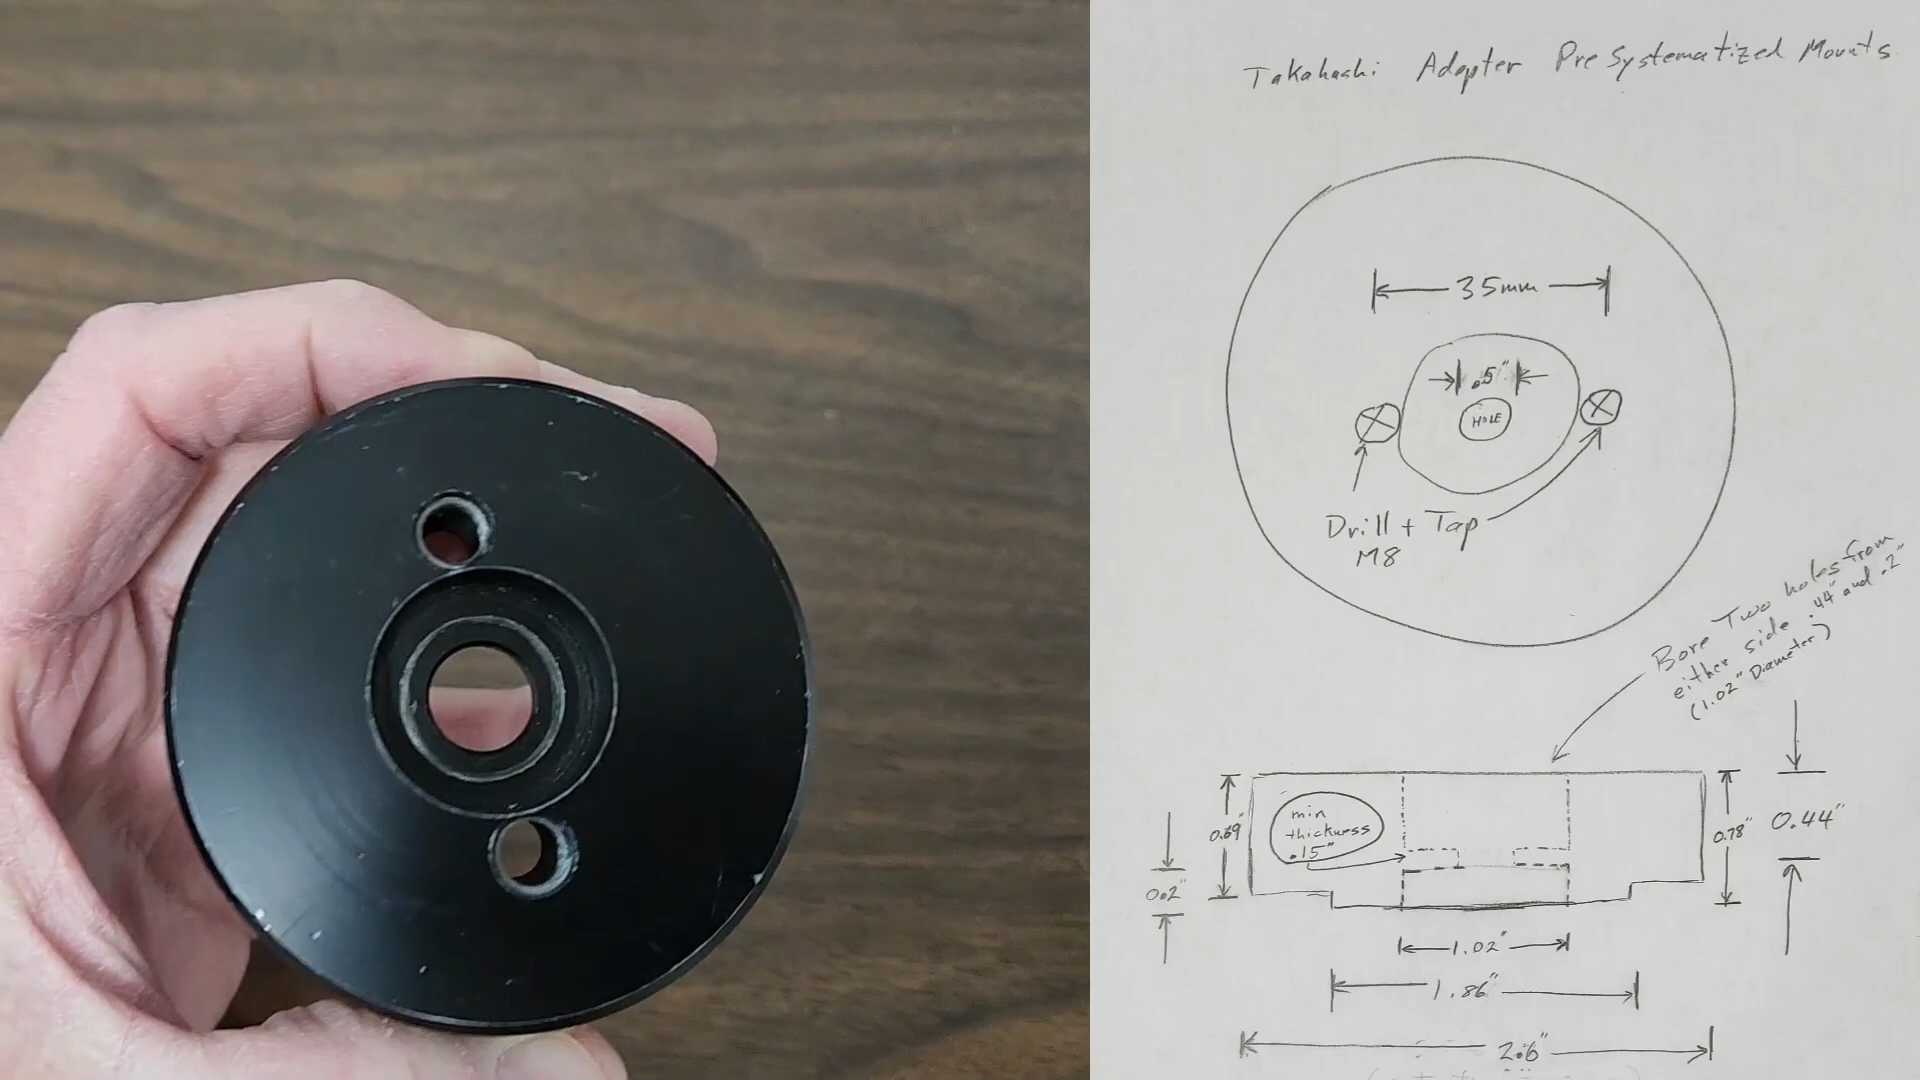 Takahashi Adapter Pre Systematized Mounts
35mm
.5"
HOLE
Drill + Tap
M8
Bore Two holes from
either side .44" and .2"
(1.02" Diameter)
min
thickness
.15"
0.69"
0.78"
0.44"
0.2"
1.02"
1.86"
2.6"